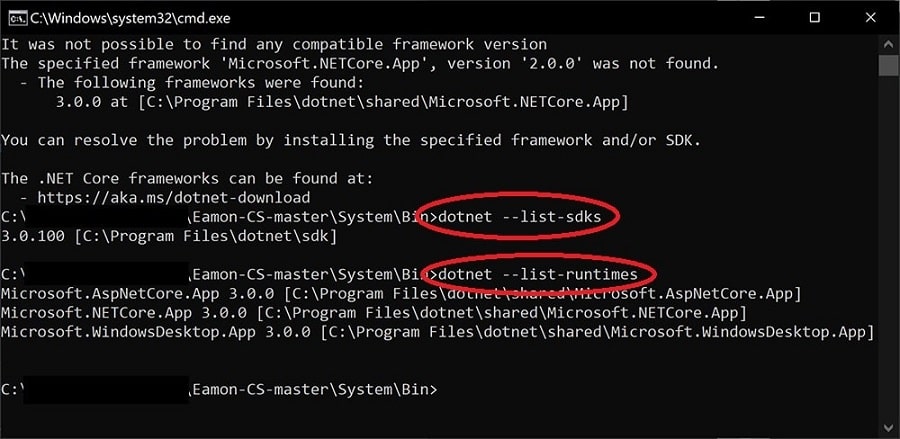 C:\Windows\system32\cmd.exe
It was not possible to find any compatible framework version
The specified framework 'Microsoft.NETCore.App', version '2.0.0' was not found.
- The following frameworks were found:
3.0.0 at [C:\Program Files\dotnet\shared\Microsoft.NETCore.App]
You can resolve the problem by installing the specified framework and/or SDK.
The .NET Core frameworks can be found at:
- https://aka.ms/dotnet-download
C:\ \Eamon-CS-master\System\Bin>dotnet --list-sdks
3.0.100 [C:\Program Files\dotnet\sdk]
C:\ \Eamon-CS-master\System\Bin>dotnet --list-runtimes
Microsoft.AspNetCore.App 3.0.0 [C:\Program Files\dotnet\shared\Microsoft.AspNetCore.App]
Microsoft.NETCore.App 3.0.0 [C:\Program Files\dotnet\shared\Microsoft.NETCore.App]
Microsoft.WindowsDesktop.App 3.0.0 [C:\Program Files\dotnet\shared\Microsoft.WindowsDesktop.App]
C:\ \Eamon-CS-master\System\Bin>